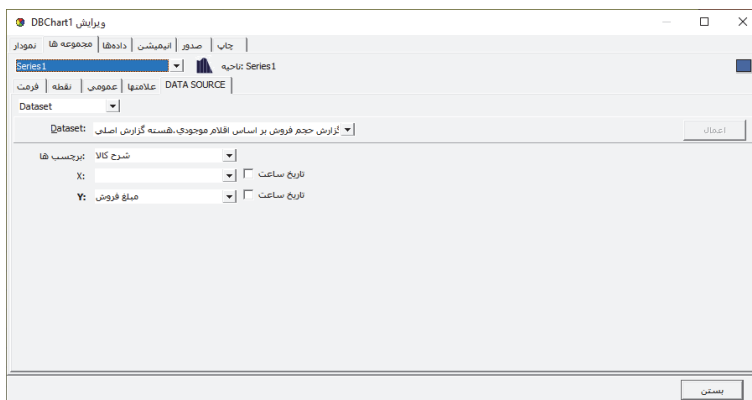 ویرایش DBChart1
نمودار مجموعه ها داده‌ها انیمیشن صدور چاپ
Series1 ناحیه: Series1
فرمت نقطه عمومی علامتها DATA SOURCE
Dataset
Dataset: گزارش حجم فروش بر اساس اقلام موجودي،هسته گزارش اصلی اعمال
برچسب ها: شرح کالا
X: تاریخ ساعت
Y: مبلغ فروش تاریخ ساعت
بستن